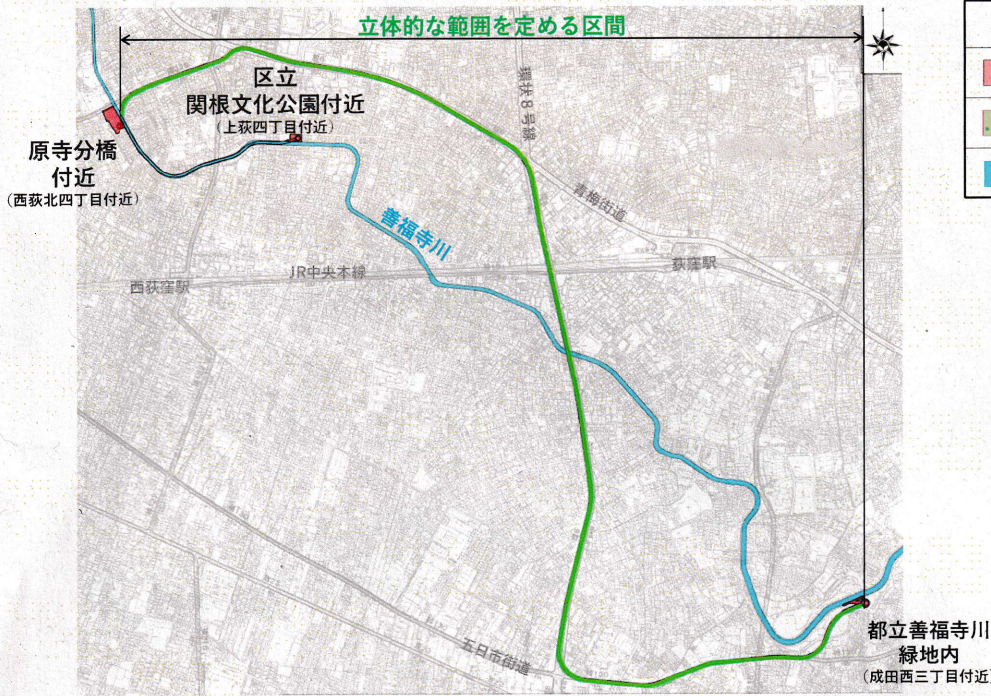 立体的な範囲を定める区間
区立
関根文化公園付近
(上荻四丁目付近)
環状8号線
原寺分橋
付近
(西荻北四丁目付近)
青梅街道
善福寺川
JR中央本線
荻窪駅
西荻窪駅
五日市街道
都立善福寺川
緑地内
(成田西三丁目付近)